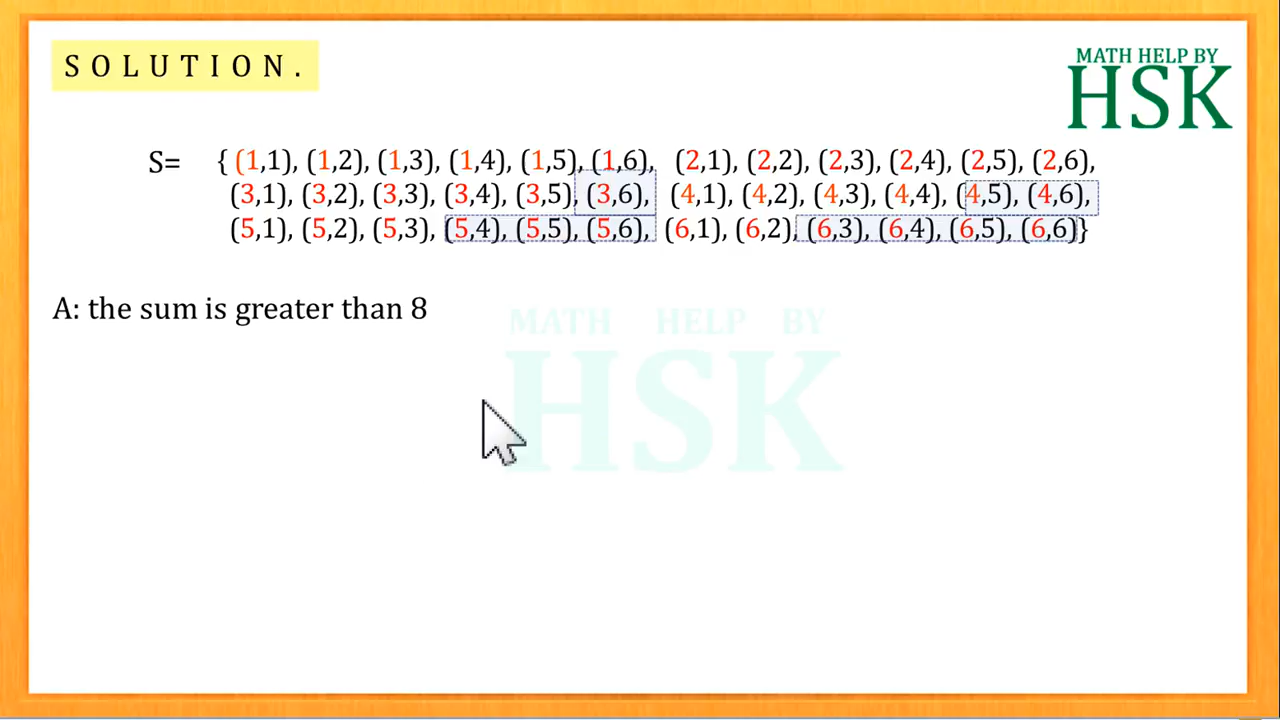 SOLUTION.
MATH HELP BY
HSK
S= { (1,1), (1,2), (1,3), (1,4), (1,5), (1,6), (2,1), (2,2), (2,3), (2,4), (2,5), (2,6),
(3,1), (3,2), (3,3), (3,4), (3,5), (3,6), (4,1), (4,2), (4,3), (4,4), (4,5), (4,6),
(5,1), (5,2), (5,3), (5,4), (5,5), (5,6), (6,1), (6,2), (6,3), (6,4), (6,5), (6,6)}
A: the sum is greater than 8
MATH HELP BY
HSK